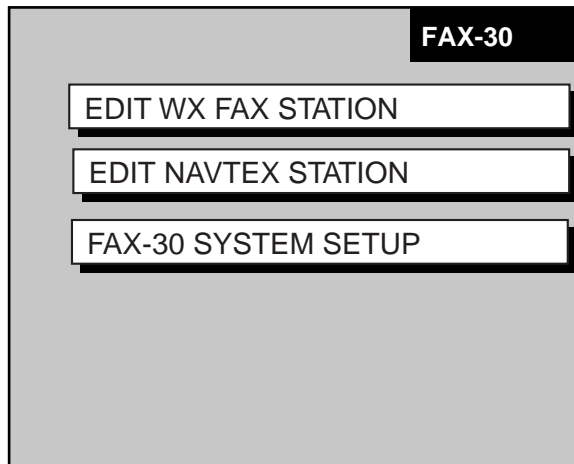 FAX-30
EDIT WX FAX STATION
EDIT NAVTEX STATION
FAX-30 SYSTEM SETUP